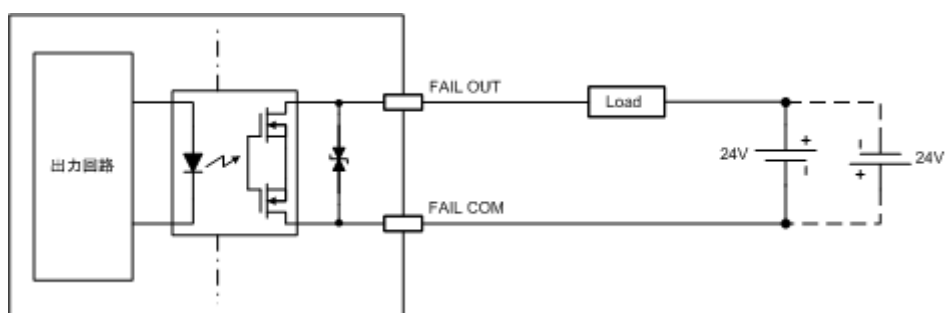 FAIL OUT
Load
出力回路
24V
+
+
24V
FAIL COM